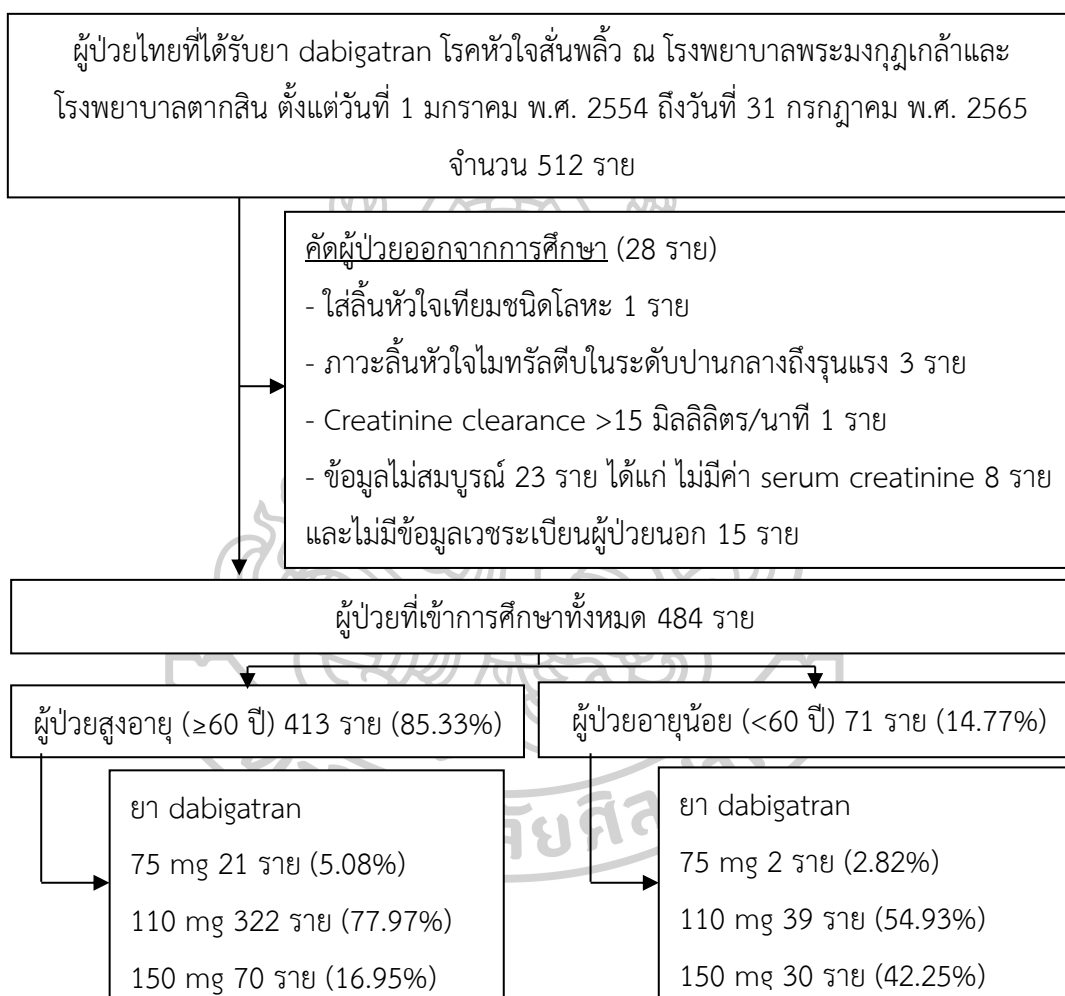 ผู้ป่วยไทยที่ได้รับยา dabigatran โรคหัวใจสั่นพลิ้ว ณ โรงพยาบาลพระมงกุฎเกล้าและ
โรงพยาบาลตากสิน ตั้งแต่วันที่ 1 มกราคม พ.ศ. 2554 ถึงวันที่ 31 กรกฎาคม พ.ศ. 2565
จำนวน 512 ราย
คัดผู้ป่วยออกจากการศึกษา (28 ราย)
- ใส่ลิ้นหัวใจเทียมชนิดโลหะ 1 ราย
- ภาวะลิ้นหัวใจไมทรัลตีบในระดับปานกลางถึงรุนแรง 3 ราย
- Creatinine clearance >15 มิลลิลิตร/นาที 1 ราย
- ข้อมูลไม่สมบูรณ์ 23 ราย ได้แก่ ไม่มีค่า serum creatinine 8 ราย
และไม่มีข้อมูลเวชระเบียนผู้ป่วยนอก 15 ราย
ผู้ป่วยที่เข้าการศึกษาทั้งหมด 484 ราย
ผู้ป่วยสูงอายุ (≥60 ปี) 413 ราย (85.33%)
ผู้ป่วยอายุน้อย (<60 ปี) 71 ราย (14.77%)
ยา dabigatran
75 mg 21 ราย (5.08%)
110 mg 322 ราย (77.97%)
150 mg 70 ราย (16.95%)
ยา dabigatran
75 mg 2 ราย (2.82%)
110 mg 39 ราย (54.93%)
150 mg 30 ราย (42.25%)